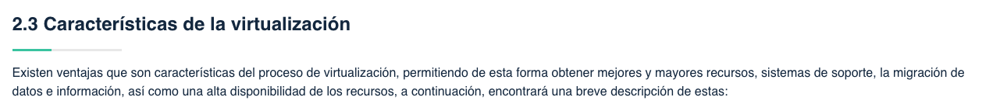 2.3 Características de la virtualización
Existen ventajas que son características del proceso de virtualización, permitiendo de esta forma obtener mejores y mayores recursos, sistemas de soporte, la migración de
datos e información, así como una alta disponibilidad de los recursos, a continuación, encontrará una breve descripción de estas: